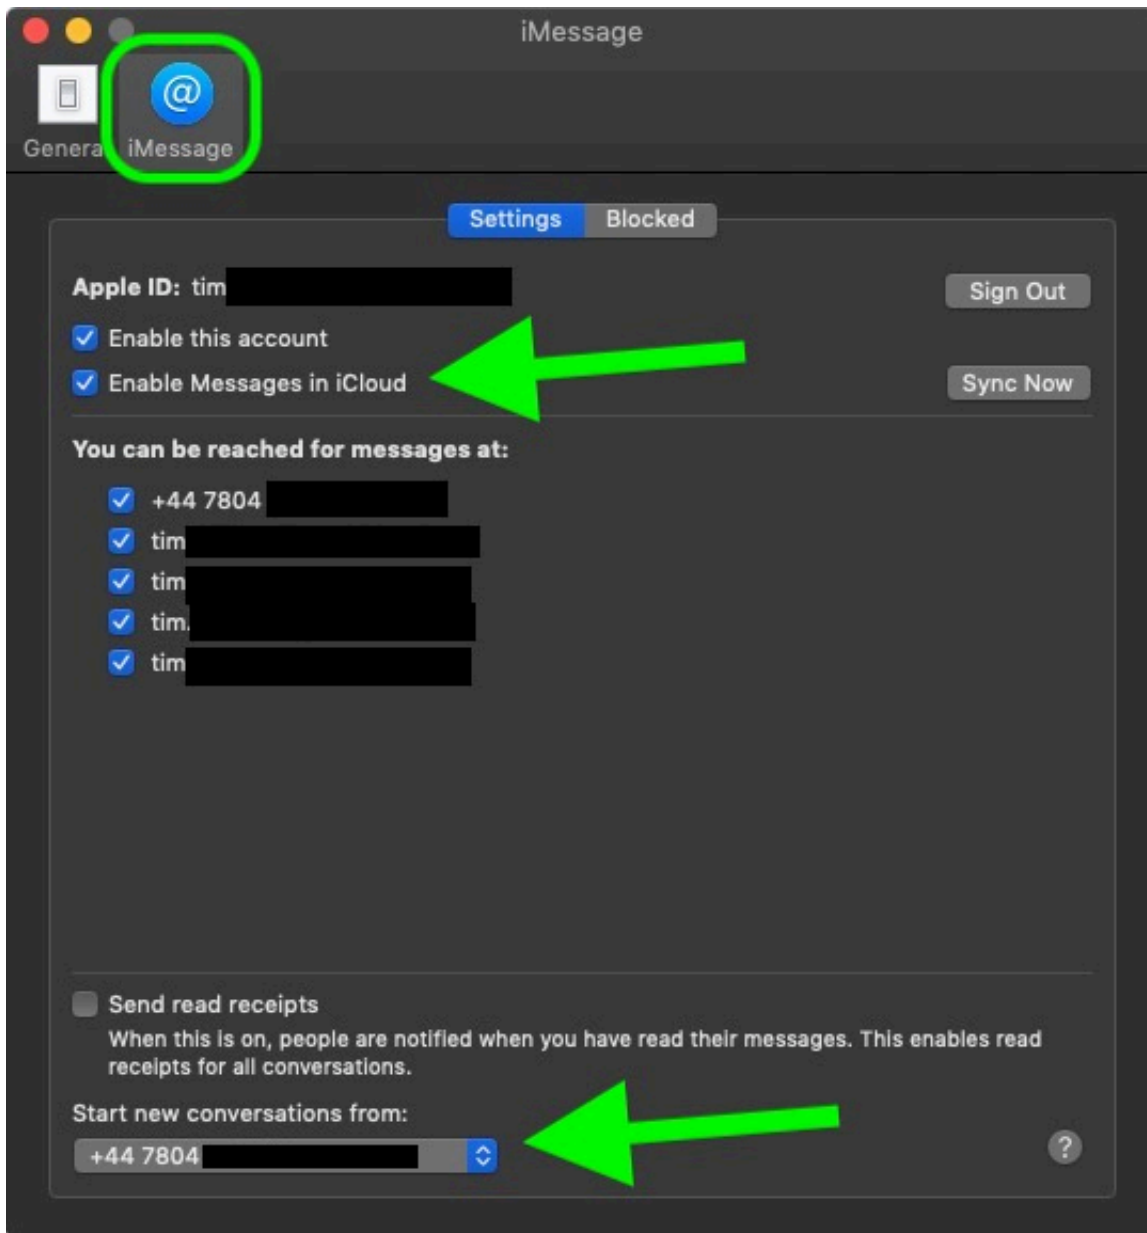 iMessage
@
Genera iMessage
Settings Blocked
Apple ID: tim
Sign Out
Enable this account
Enable Messages in iCloud
Sync Now
You can be reached for messages at:
+44 7804
tim
tim
tim.
tim
Send read receipts
When this is on, people are notified when you have read their messages. This enables read
receipts for all conversations.
Start new conversations from:
+44 7804
?